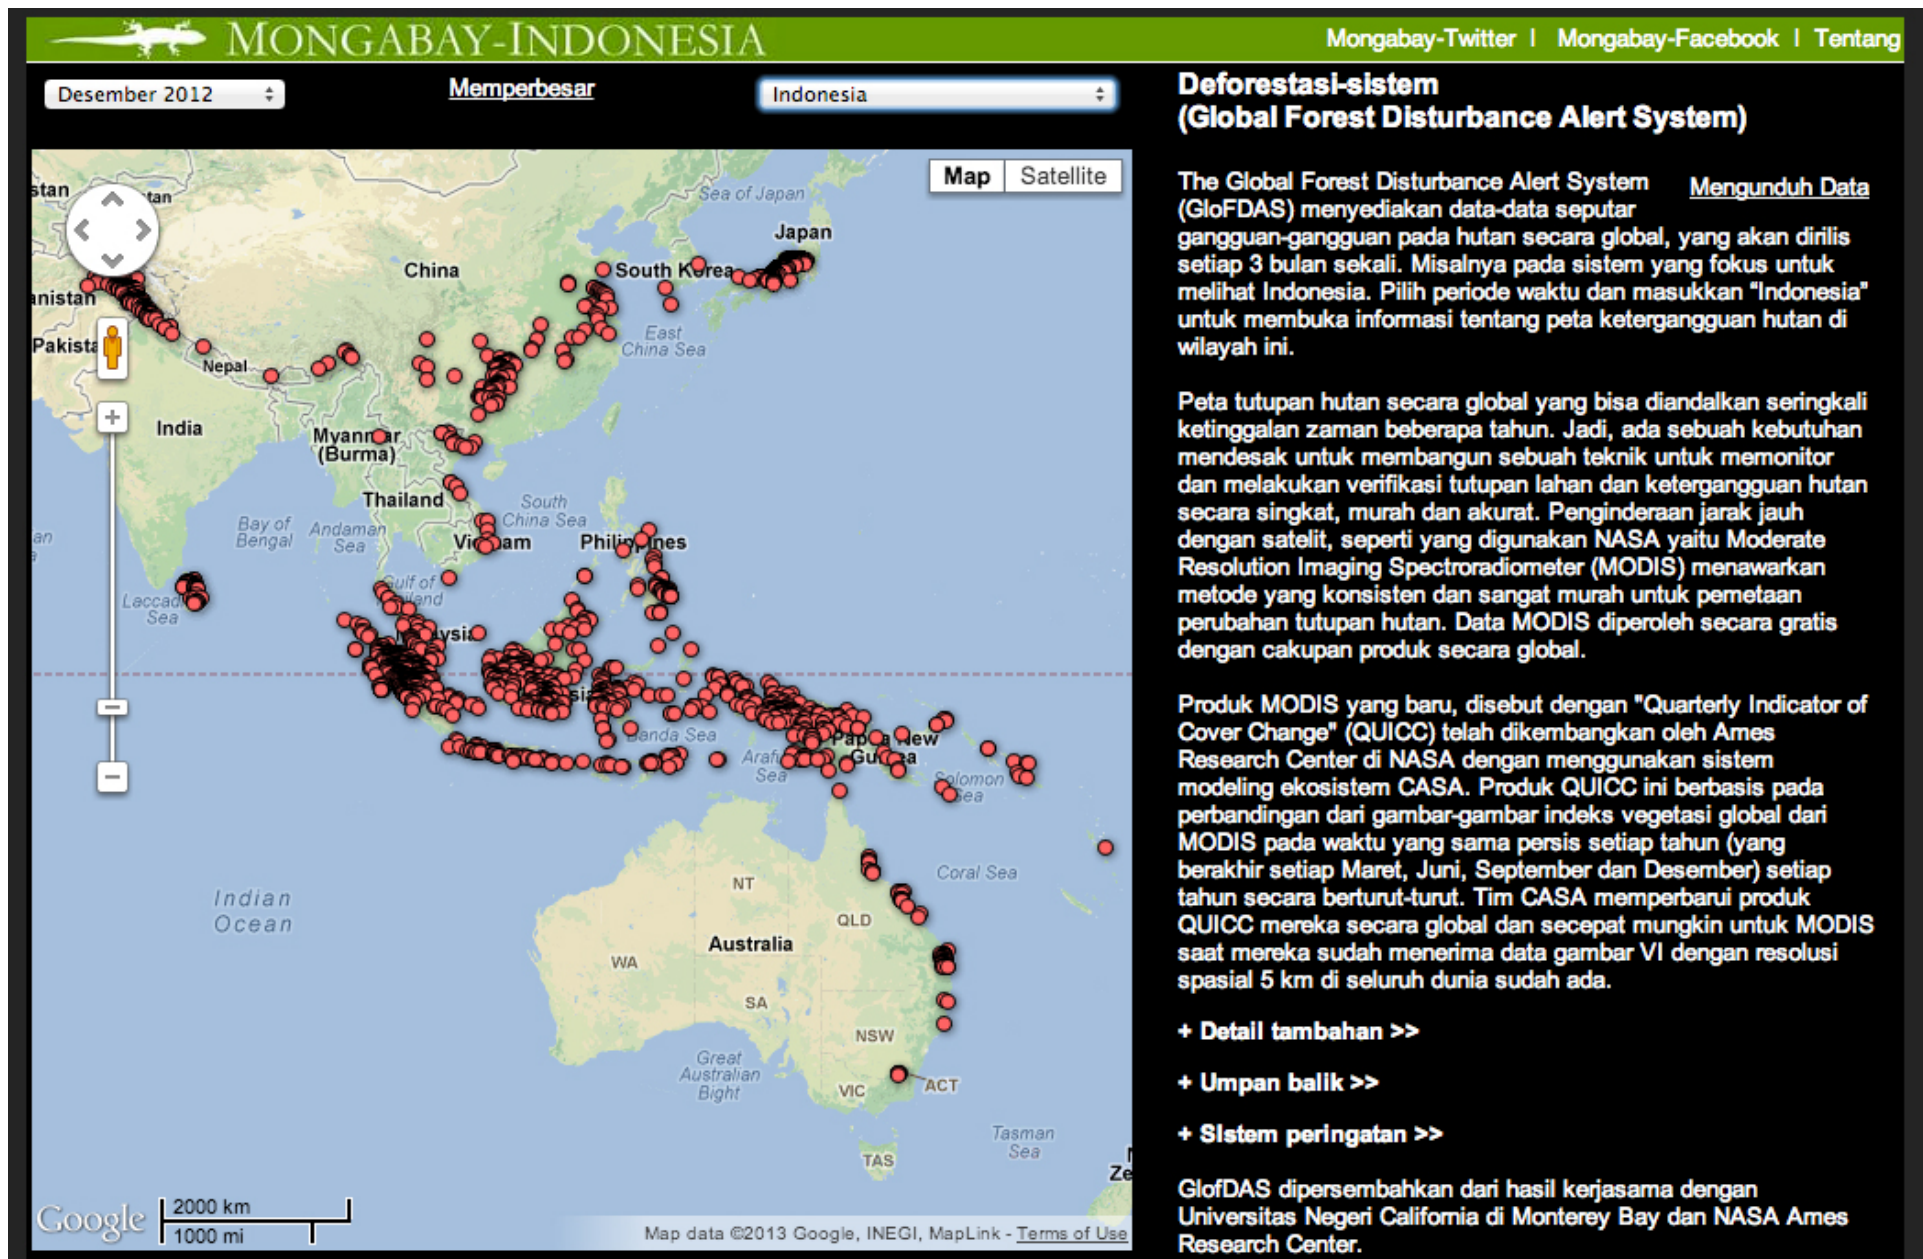 MONGABAY-INDONESIA
Mongabay-Twitter | Mongabay-Facebook | Tentang
Desember 2012
Memperbesar
Indonesia
Deforestasi-sistem
(Global Forest Disturbance Alert System)
Mengunduh Data
The Global Forest Disturbance Alert System
(GloFDAS) menyediakan data-data seputar
gangguan-gangguan pada hutan secara global, yang akan dirilis
setiap 3 bulan sekali. Misalnya pada sistem yang fokus untuk
melihat Indonesia. Pilih periode waktu dan masukkan “Indonesia”
untuk membuka informasi tentang peta ketergangguan hutan di
wilayah ini.
Peta tutupan hutan secara global yang bisa diandalkan seringkali
ketinggalan zaman beberapa tahun. Jadi, ada sebuah kebutuhan
mendesak untuk membangun sebuah teknik untuk memonitor
dan melakukan verifikasi tutupan lahan dan ketergangguan hutan
secara singkat, murah dan akurat. Penginderaan jarak jauh
dengan satelit, seperti yang digunakan NASA yaitu Moderate
Resolution Imaging Spectroradiometer (MODIS) menawarkan
metode yang konsisten dan sangat murah untuk pemetaan
perubahan tutupan hutan. Data MODIS diperoleh secara gratis
dengan cakupan produk secara global.
Produk MODIS yang baru, disebut dengan "Quarterly Indicator of
Cover Change" (QUICC) telah dikembangkan oleh Ames
Research Center di NASA dengan menggunakan sistem
modeling ekosistem CASA. Produk QUICC ini berbasis pada
perbandingan dari gambar-gambar indeks vegetasi global dari
MODIS pada waktu yang sama persis setiap tahun (yang
berakhir setiap Maret, Juni, September dan Desember) setiap
tahun secara berturut-turut. Tim CASA memperbarui produk
QUICC mereka secara global dan secepat mungkin untuk MODIS
saat mereka sudah menerima data gambar VI dengan resolusi
spasial 5 km di seluruh dunia sudah ada.
+ Detail tambahan >>
+ Umpan balik >>
+ SIstem peringatan >>
GlofDAS dipersembahkan dari hasil kerjasama dengan
Universitas Negeri California di Monterey Bay dan NASA Ames
Research Center.
Map
Satellite
Sea of Japan
Japan
China
South Korea
East
China Sea
Nepal
India
Myanmar
(Burma)
Thailand
South
China Sea
Bay of
Bengal
Andaman
Sea
Vietnam
Philippines
Gulf of
Thailand
Sea
Banda Sea
Papua New
Guinea
Sea
Solomon
Sea
Coral Sea
Indian
Ocean
NT
QLD
Australia
WA
SA
NSW
Great
Australian
Bight
VIC
ACT
Tasman
Sea
TAS
Google
2000 km
1000 mi
Map data ©2013 Google, INEGI, MapLink - Terms of Use